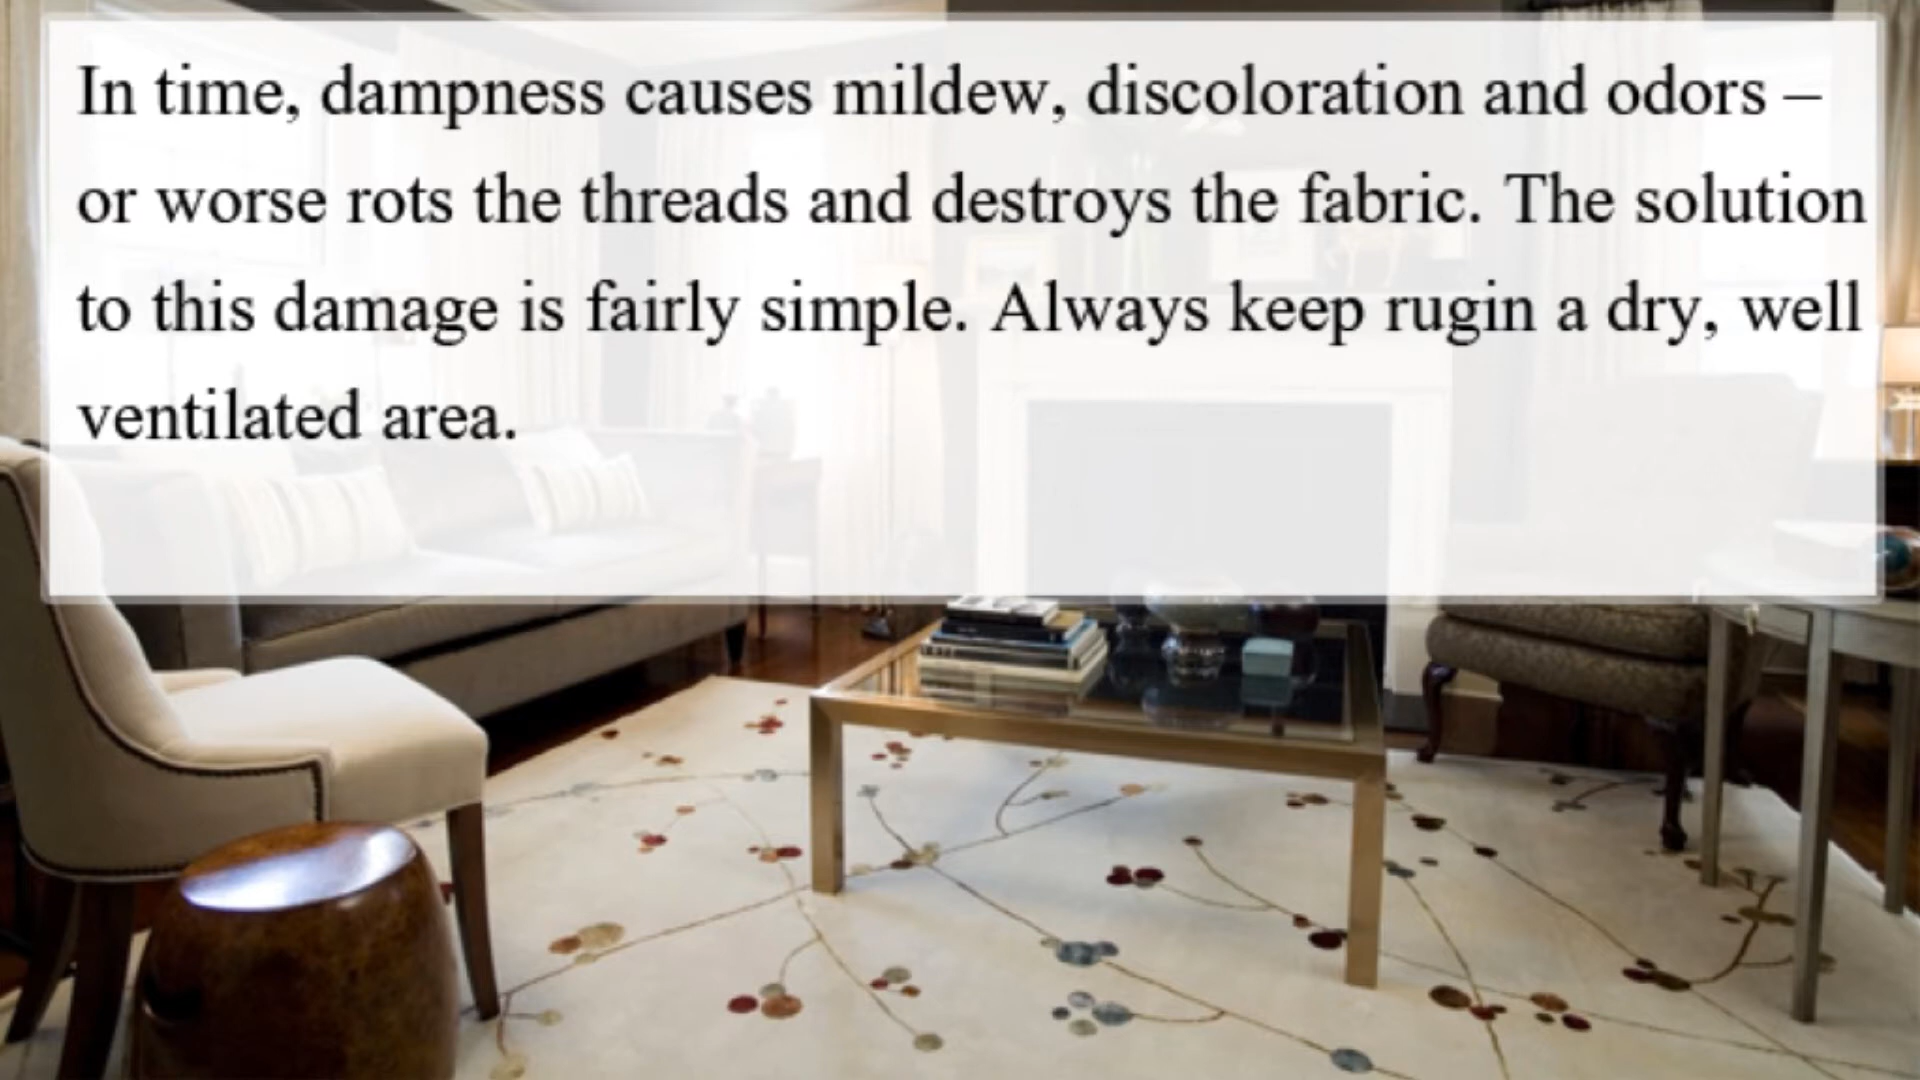 In time, dampness causes mildew, discoloration and odors –
or worse rots the threads and destroys the fabric. The solution
to this damage is fairly simple. Always keep rugin a dry, well
ventilated area.